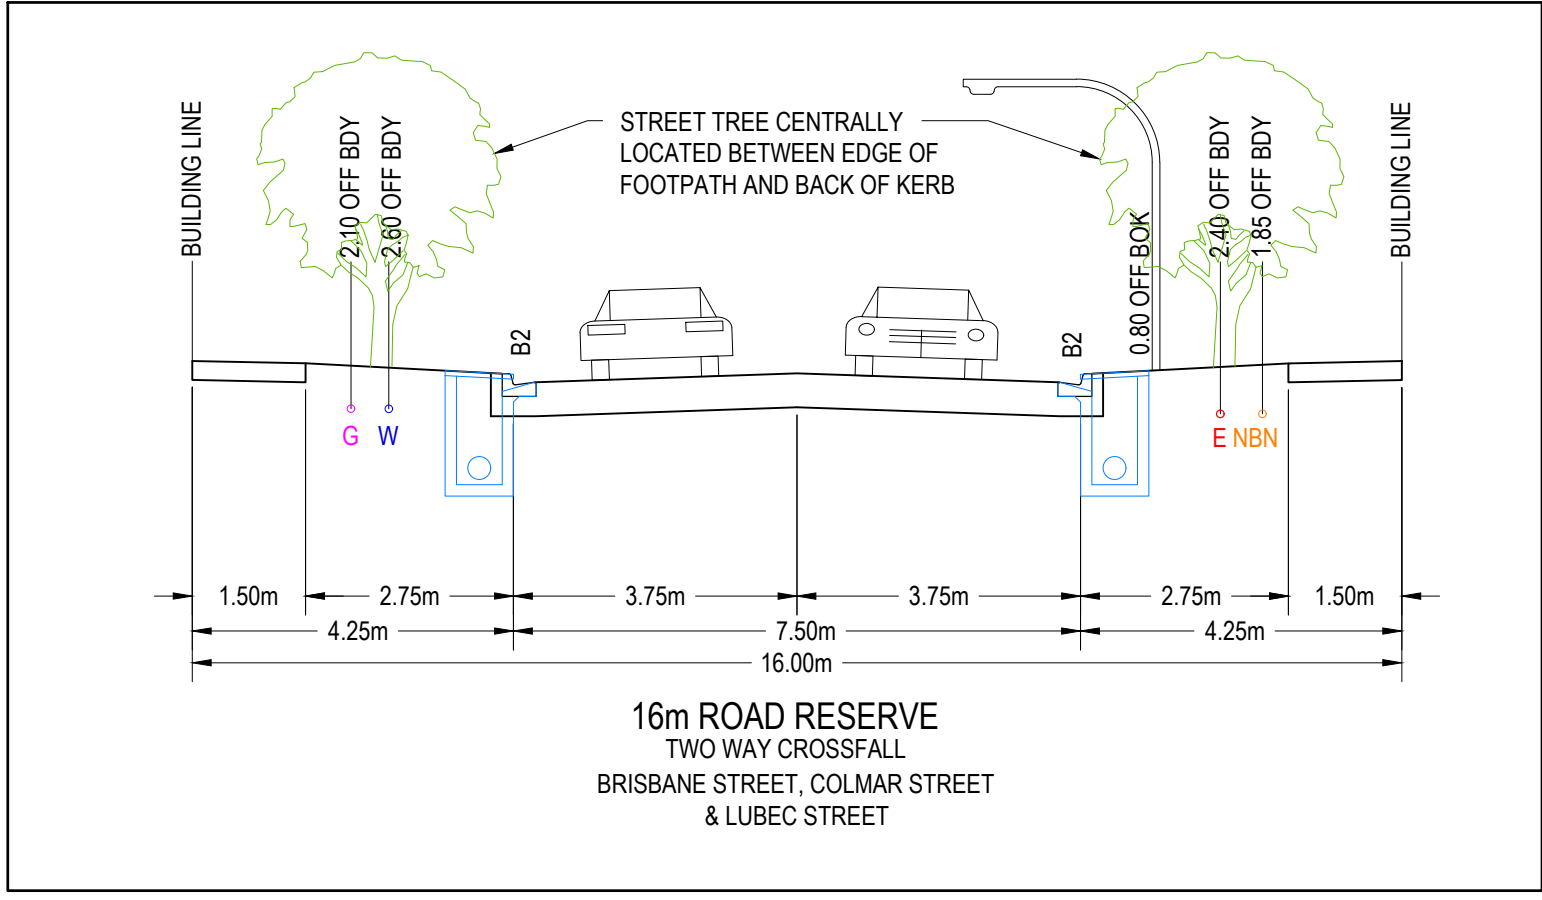 BUILDING LINE
2.10 OFF BDY
2.60 OFF BDY
STREET TREE CENTRALLY
LOCATED BETWEEN EDGE OF
FOOTPATH AND BACK OF KERB
0.80 OFF BOK
2.40 OFF BDY
1.85 OFF BDY
BUILDING LINE
B2
B2
G
W
E
NBN
1.50m
2.75m
3.75m
3.75m
2.75m
1.50m
4.25m
7.50m
4.25m
16.00m
16m ROAD RESERVE
TWO WAY CROSSFALL
BRISBANE STREET, COLMAR STREET
& LUBEC STREET